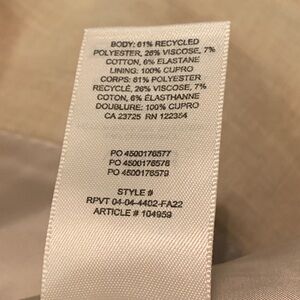 BODY: 61% RECYCLED
POLYESTER, 26% VISCOSE, 7%
COTTON, 6% ELASTANE
LINING: 100% CUPRO
CORPS: 61% POLYESTER
RECYCLÉ, 26% VISCOSE, 7%
COTON, 6% ÉLASTHANNE
DOUBLURE: 100% CUPRO
CA 23725 RN 122354
PO 4500176577
PO 4500176578
PO 4500176579
STYLE #
RPVT 04-04-4402-FA22
ARTICLE # 104959